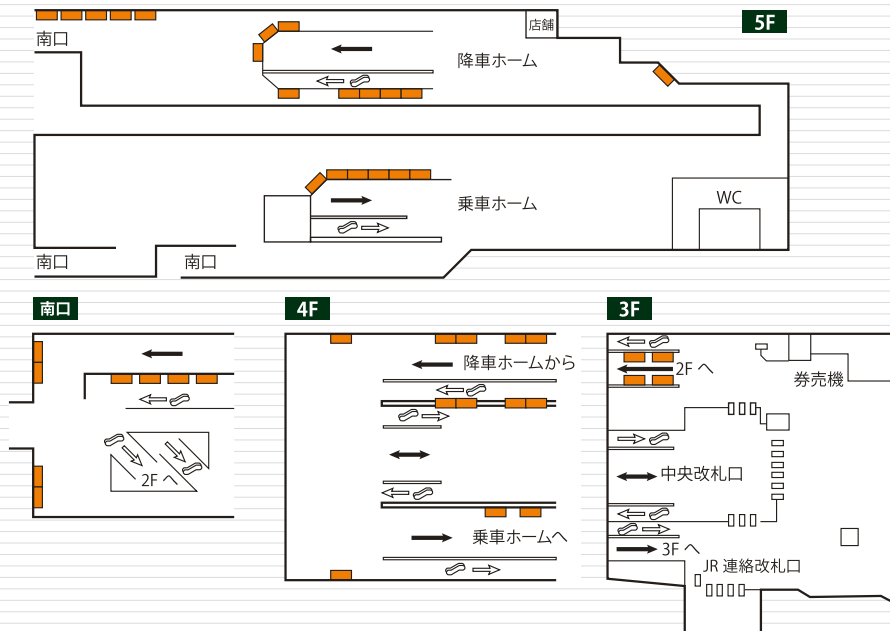 5F
店舗
南口
降車ホーム
乗車ホーム
WC
南口
南口
南口
2F へ
4F
降車ホームから
乗車ホームへ
3F
2F へ
券売機
中央改札口
3F へ
JR 連絡改札口